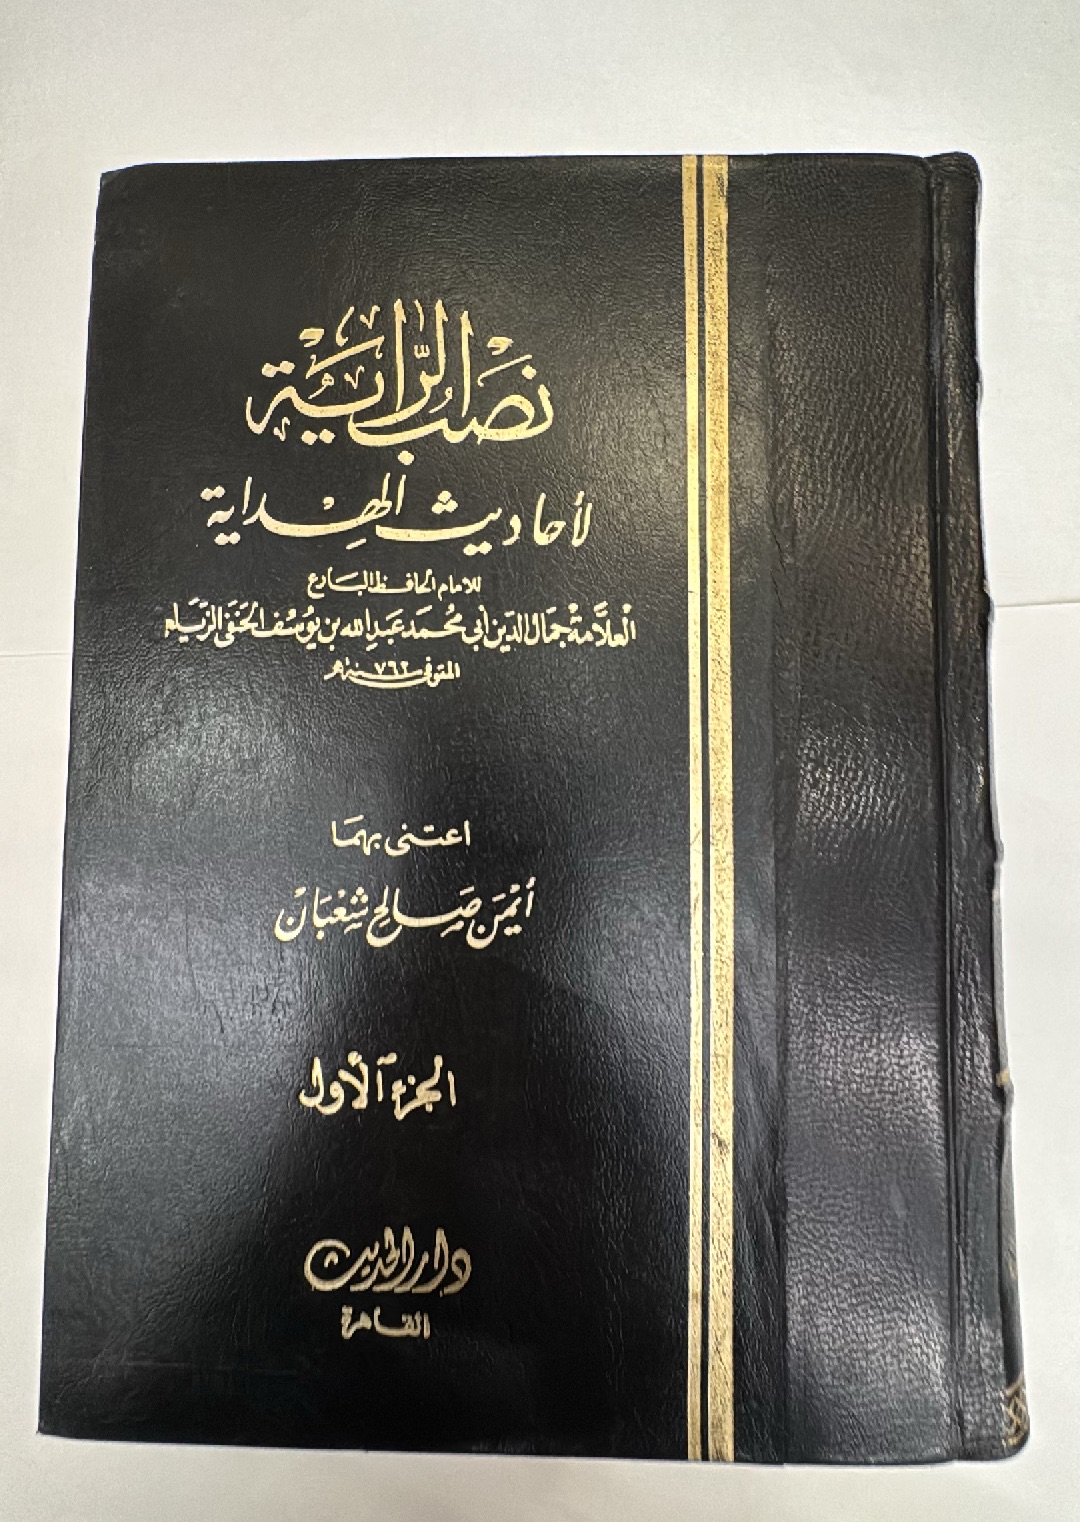 نصب الراية
لأحاديث الهداية
للامام الحافظ البارع
العلامة جمال الدين أبي محمد عبد الله بن يوسف الحنفي الزيلعي
المتوفى سنة ٧٦٢ هـ
اعتنى بهما
أيمن صالح شعبان
الجزء الأول
دار الحديث
القاهرة